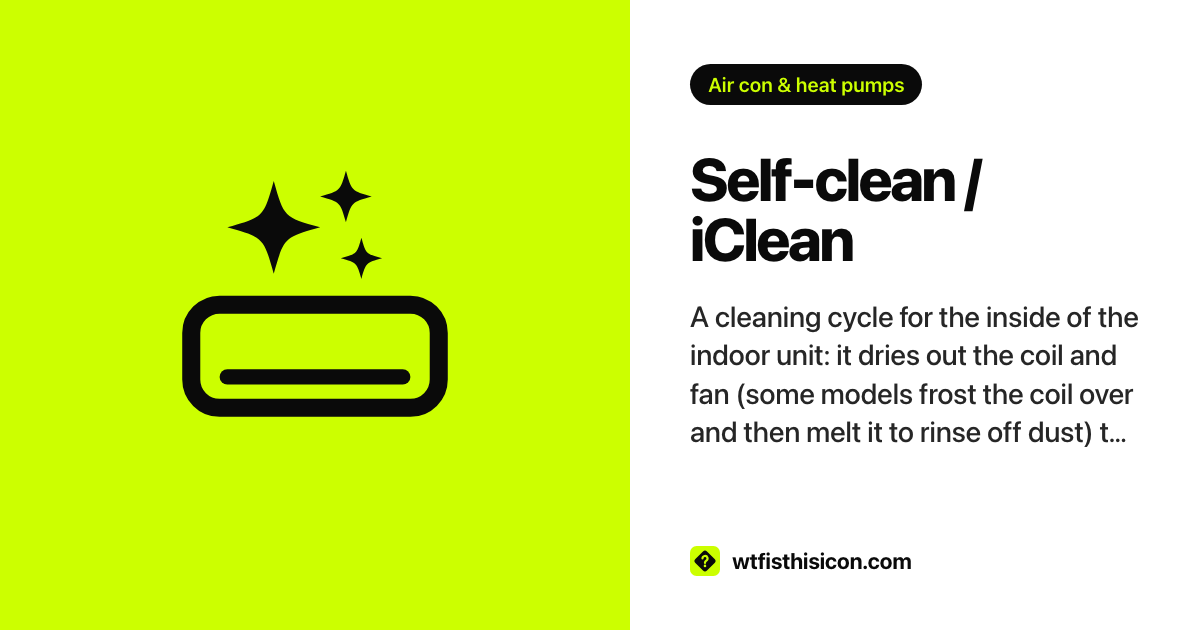 Air con & heat pumps
Self-clean /
iClean
A cleaning cycle for the inside of the
indoor unit: it dries out the coil and
fan (some models frost the coil over
and then melt it to rinse off dust) t...
?
wtfisthisicon.com